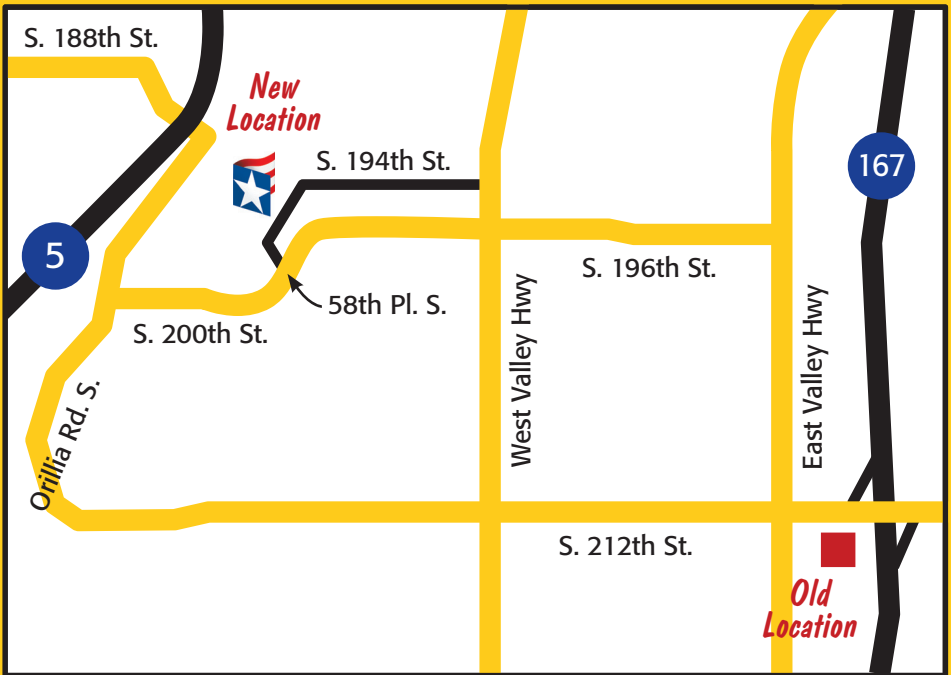 S. 188th St.
New
Location
S. 194th St.
167
5
S. 196th St.
58th Pl. S.
S. 200th St.
West Valley Hwy
East Valley Hwy
Orillia Rd. S.
S. 212th St.
Old
Location